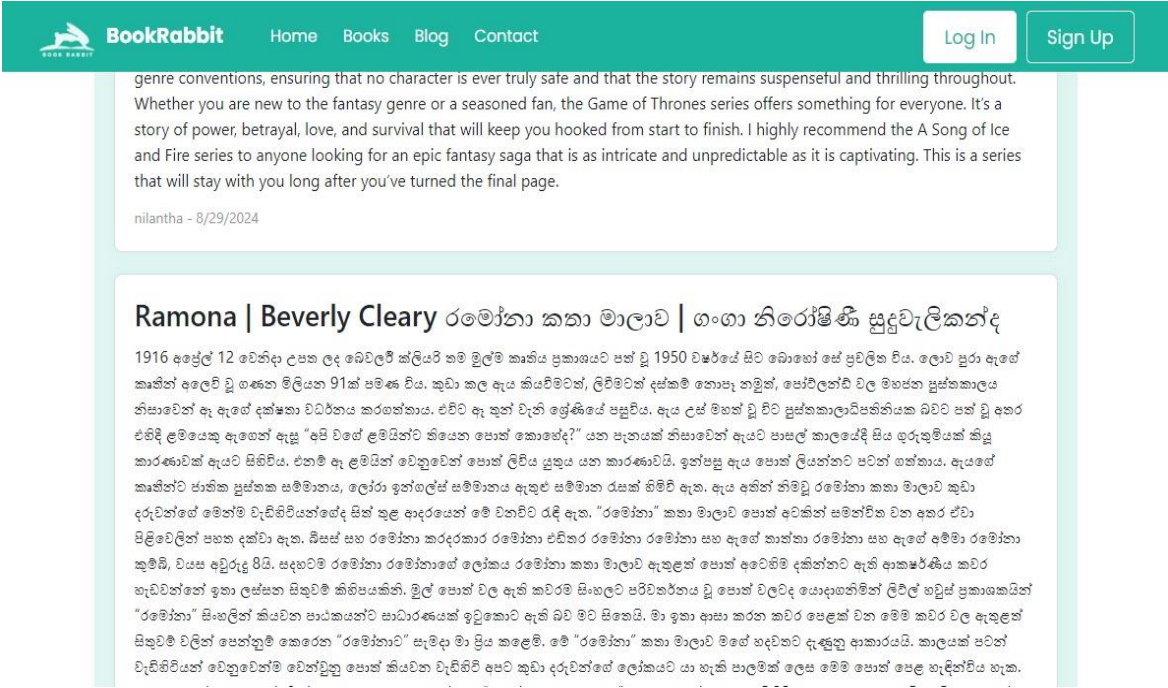 BookRabbit
Home
Books
Blog
Contact
Log In
Sign Up
BOOK RABBIT
genre conventions, ensuring that no character is ever truly safe and that the story remains suspenseful and thrilling throughout.
Whether you are new to the fantasy genre or a seasoned fan, the Game of Thrones series offers something for everyone. It's a
story of power, betrayal, love, and survival that will keep you hooked from start to finish. I highly recommend the A Song of Ice
and Fire series to anyone looking for an epic fantasy saga that is as intricate and unpredictable as it is captivating. This is a series
that will stay with you long after you've turned the final page.
nilantha - 8/29/2024
Ramona | Beverly Cleary රමෝනා කතා මාලාව | ගංගා නිරෝෂිණී සුදුවැලිකන්ද
1916 අප්‍රේල් 12 වෙනිදා උපත ලද බෙවලරී ක්ලියරි තම මුල්ම කෘතිය ප්‍රකාශයට පත් වූ 1950 වර්ෂයේ සිට බොහෝ සේ ප්‍රචලිත විය. ලොව පුරා ඇගේ
කෘතීන් අලෙවි වූ ගණන මිලියන 91ක් පමණ විය. කුඩා කල ඇය කියවීමටත්, ලිවීමටත් දස්කම් නොපෑ නමුත්, පෝට්ලන්ඩ් වල මහජන පුස්තකාලය
නිසාවෙන් ඈ ඇගේ දක්ෂතා වර්ධනය කරගත්තාය. එවිට ඈ තුන් වැනි ශ්‍රේණියේ පසුවිය. ඇය උස් මහත් වූ විට පුස්තකාලාධිපතිනියක බවට පත් වූ අතර
එහිදී ළමයෙකු ඇගෙන් ඇසූ “අපි වගේ ළමයින්ට තියෙන පොත් කොහේද?” යන පැනයක් නිසාවෙන් ඇයට පාසල් කාලයේදී සිය ගුරුතුමියක් කියූ
කාරණාවක් ඇයට සිහිවිය. එනම් ඈ ළමයින් වෙනුවෙන් පොත් ලිවිය යුතුය යන කාරණාවයි. ඉන්පසු ඇය පොත් ලියන්නට පටන් ගත්තාය. ඇයගේ
කෘතීන්ට ජාතික පුස්තක සම්මානය, ලෝරා ඉන්ගල්ස් සම්මානය ඇතුළු සම්මාන රැසක් හිමිවී ඇත. ඇය අතින් නිමවූ රමෝනා කතා මාලාව කුඩා
දරුවන්ගේ මෙන්ම වැඩිහිටියන්ගේද සිත් තුළ ආදරයෙන් මේ වනවිට රැඳී ඇත. “රමෝනා” කතා මාලාව පොත් අටකින් සමන්විත වන අතර ඒවා
පිළිවෙලින් පහත දක්වා ඇත. බීසස් සහ රමෝනා කරදරකාර රමෝනා එඩිතර රමෝනා රමෝනා සහ ඇගේ තාත්තා රමෝනා සහ ඇගේ අම්මා රමෝනා
කුම්බි, වයස අවුරුදු 8යි. සදහටම රමෝනා රමෝනාගේ ලෝකය රමෝනා කතා මාලාව ඇතුළත් පොත් අටෙහිම දකින්නට ඇති ආකර්ෂණීය කවර
හැඩවන්නේ ඉතා ලස්සන සිතුවම් කිහිපයකිනි. මුල් පොත් වල ඇති කවරම සිංහලට පරිවර්තනය වූ පොත් වලටද යොදාගනිමින් ලිට්ල් හවුස් ප්‍රකාශකයින්
“රමෝනා” සිංහලින් කියවන පාඨකයන්ට සාධාරණයක් ඉටුකොට ඇති බව මට සිතෙයි. මා ඉතා ආසා කරන කවර පෙළක් වන මෙම කවර වල ඇතුළත්
සිතුවම් වලින් පෙන්නුම් කෙරෙන “රමෝනාට” සැමදා මා ප්‍රිය කළෙමි. මේ “රමෝනා” කතා මාලාව මගේ හදවතට දැණුනු ආකාරයයි. කාලයක් පටන්
වැඩිහිටියන් වෙනුවෙන්ම වෙන්වුනු පොත් කියවන වැඩිහිටි අපට කුඩා දරුවන්ගේ ලෝකයට යා හැකි පාලමක් ලෙස මෙම පොත් පෙළ හැඳින්විය හැක.